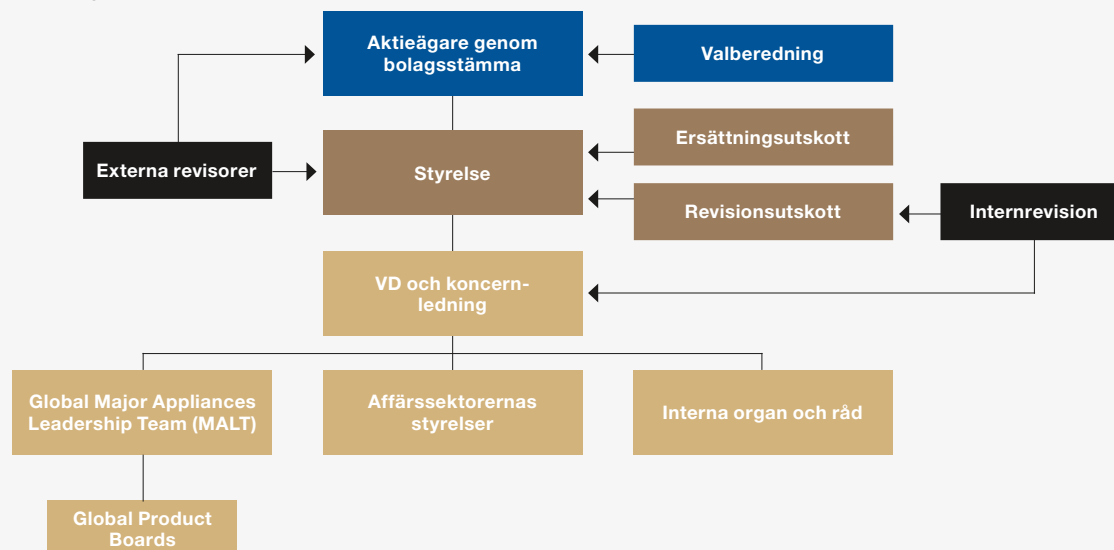 Aktieägare genom
bolagsstämma
Valberedning
Ersättningsutskott
Externa revisorer
Styrelse
Revisionsutskott
Internrevision
VD och koncern-
ledning
Global Major Appliances
Leadership Team (MALT)
Affärssektorernas
styrelser
Interna organ och råd
Global Product
Boards